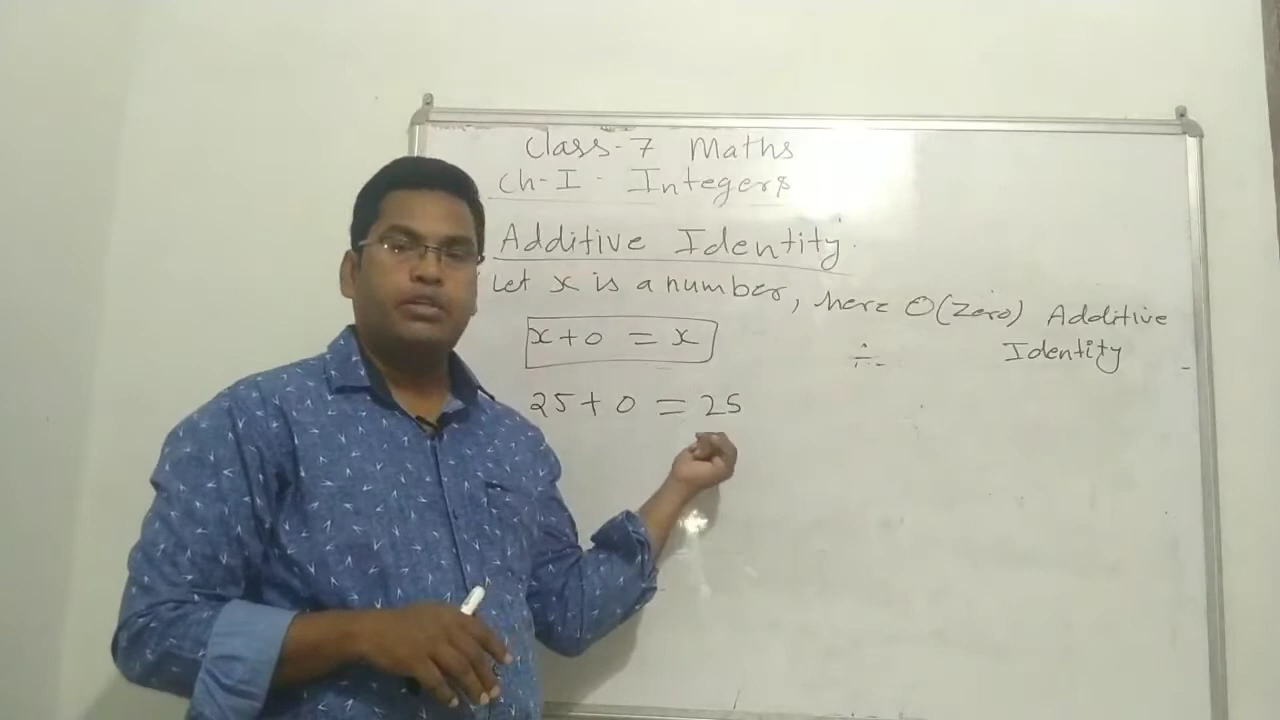 Class-7 Maths
Ch-I - Integers
Additive Identity.
Let x is a number, here 0(Zero) Additive Identity
x+0 = x
÷
25+0 = 25